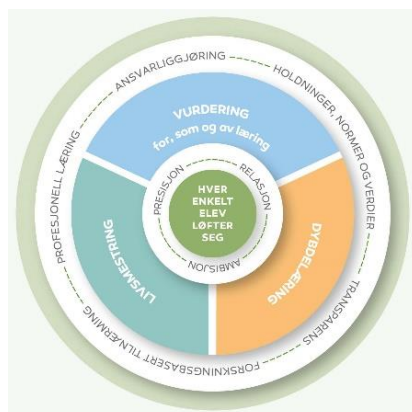 ANSVARLIGGJØRING
HOLDNINGER, NORMER OG VERDIER
TRANSPARENS
FORSKNINGSBASERT TILNÆRMING
PROFESJONELL LÆRING
VURDERING
for, som og av læring
DYBDELÆRING
LIVSMESTRING
PRESISJON
RELASJON
AMBISJON
HVER
ENKELT
ELEV
LØFTER
SEG